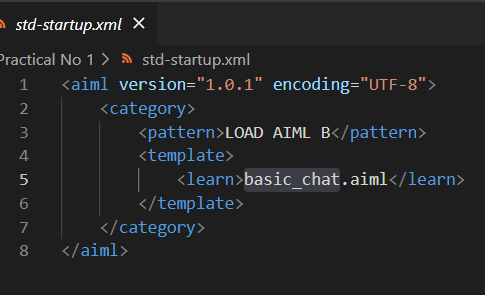 std-startup.xml ×
Practical No 1 > std-startup.xml
1 <aiml version="1.0.1" encoding="UTF-8">
2     <category>
3         <pattern>LOAD AIML B</pattern>
4         <template>
5             <learn>basic_chat.aiml</learn>
6         </template>
7     </category>
8 </aiml>